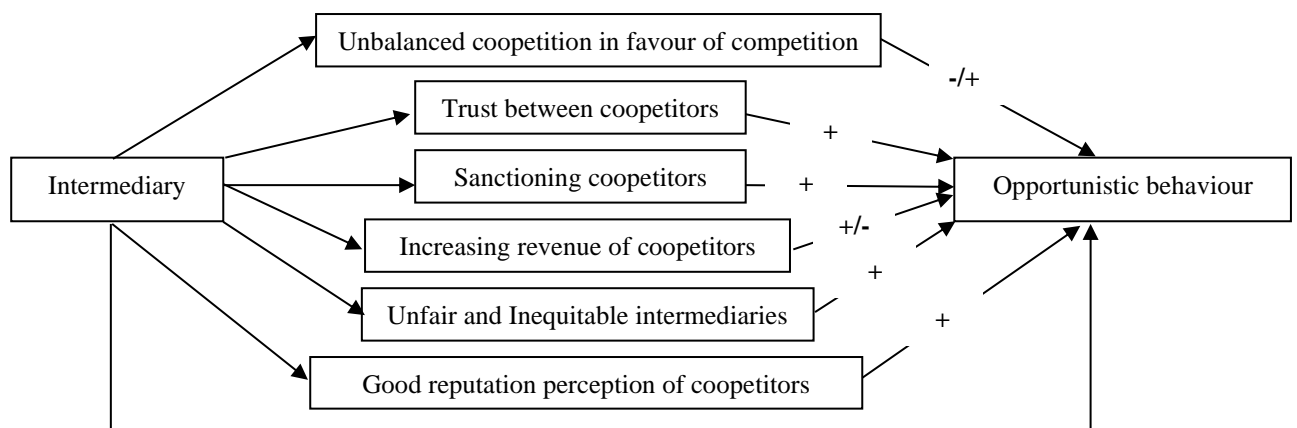 Unbalanced coopetition in favour of competition
-/+
Trust between coopetitors
+
Intermediary
Sanctioning coopetitors
+
Opportunistic behaviour
Increasing revenue of coopetitors
+/-
Unfair and Inequitable intermediaries
+
Good reputation perception of coopetitors
+